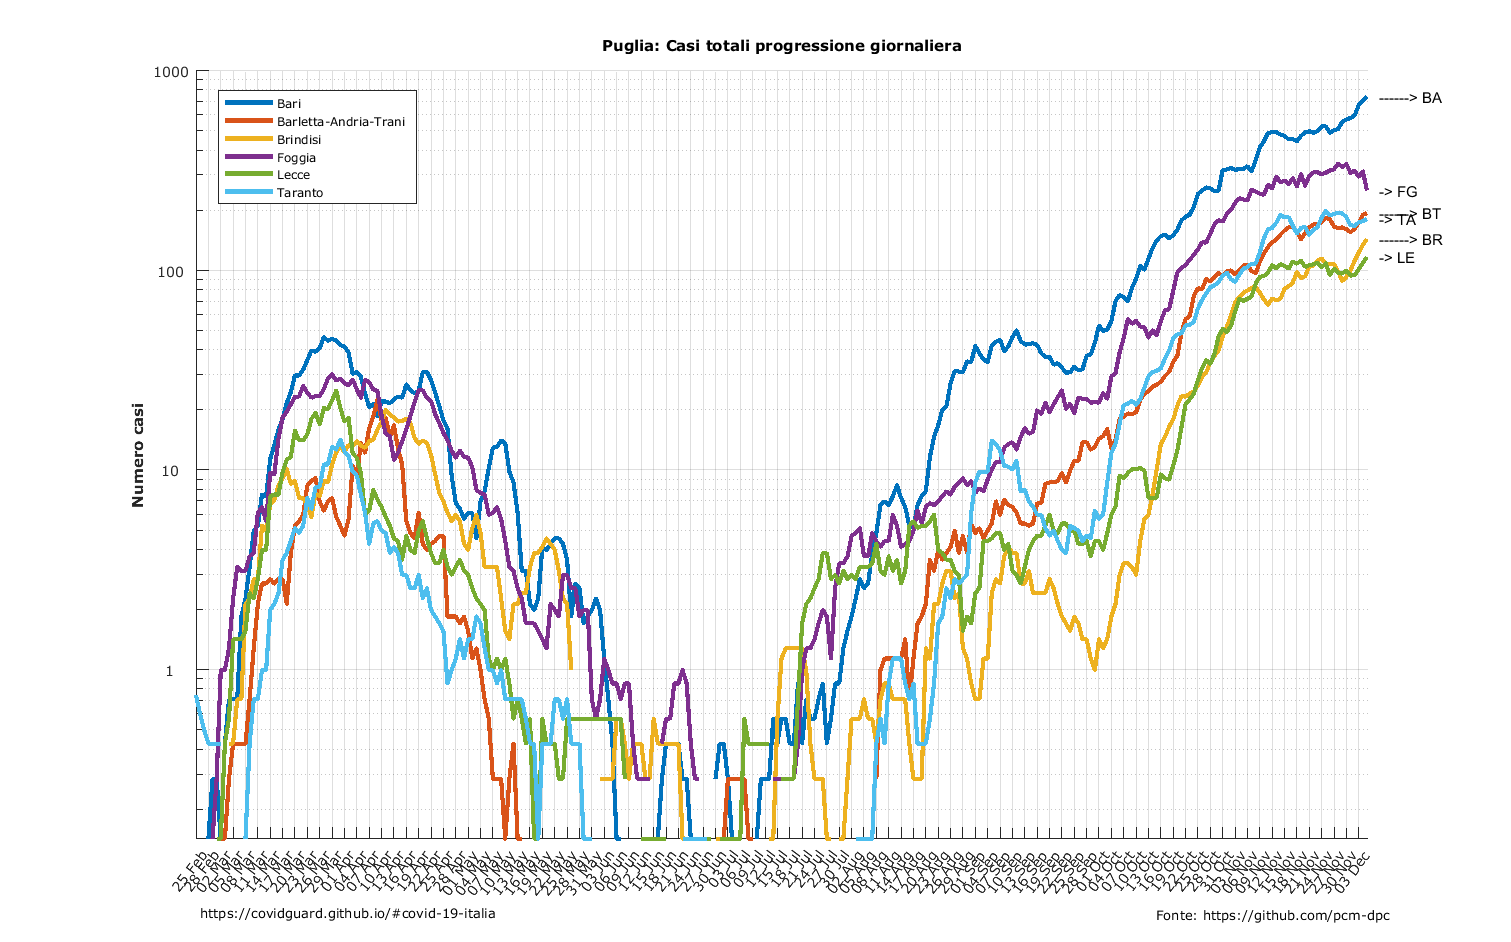 Puglia: Casi totali progressione giornaliera
1000
100
10
1
Numero casi
Bari
Barletta-Andria-Trani
Brindisi
Foggia
Lecce
Taranto
------> BA
-> FG
------> BT
-> TA
------> BR
-> LE
25 Feb
28 Feb
02 Mar
05 Mar
08 Mar
11 Mar
14 Mar
17 Mar
20 Mar
23 Mar
26 Mar
29 Mar
01 Apr
04 Apr
07 Apr
10 Apr
13 Apr
16 Apr
19 Apr
22 Apr
25 Apr
28 Apr
01 May
04 May
07 May
10 May
13 May
16 May
19 May
22 May
25 May
28 May
31 May
03 Jun
06 Jun
09 Jun
12 Jun
15 Jun
18 Jun
21 Jun
24 Jun
27 Jun
30 Jun
03 Jul
06 Jul
09 Jul
12 Jul
15 Jul
18 Jul
21 Jul
24 Jul
27 Jul
30 Jul
02 Aug
05 Aug
08 Aug
11 Aug
14 Aug
17 Aug
20 Aug
23 Aug
26 Aug
29 Aug
01 Sep
04 Sep
07 Sep
10 Sep
13 Sep
16 Sep
19 Sep
22 Sep
25 Sep
28 Sep
01 Oct
04 Oct
07 Oct
10 Oct
13 Oct
16 Oct
19 Oct
22 Oct
25 Oct
28 Oct
31 Oct
03 Nov
06 Nov
09 Nov
12 Nov
15 Nov
18 Nov
21 Nov
24 Nov
27 Nov
30 Nov
03 Dec
https://covidguard.github.io/#covid-19-italia
Fonte: https://github.com/pcm-dpc